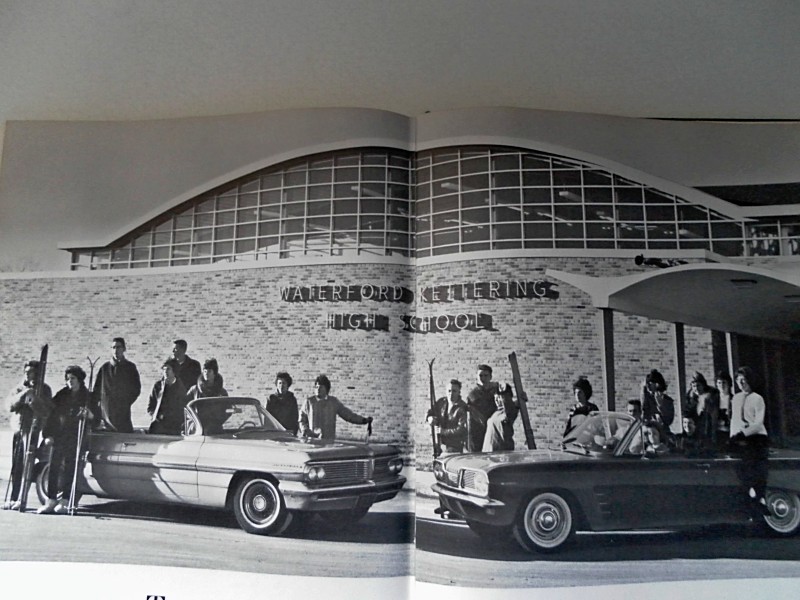 WATERFORD KETTERING
HIGH SCHOOL
T